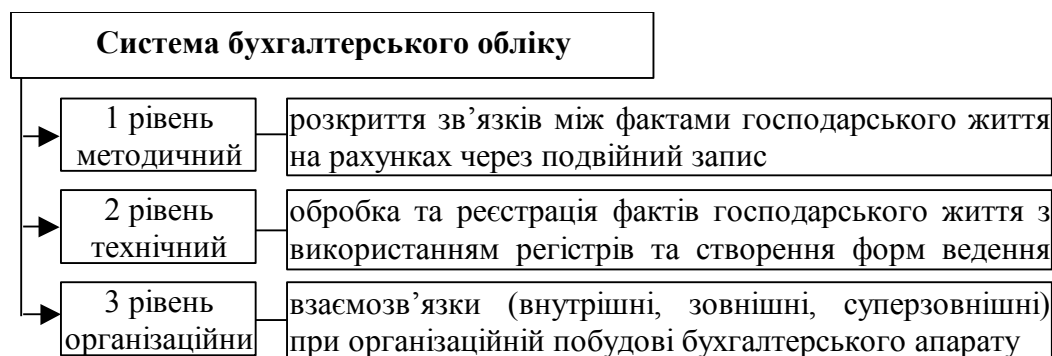 Система бухгалтерського обліку
1 рівень
методичний
розкриття зв’язків між фактами господарського життя
на рахунках через подвійний запис
2 рівень
технічний
обробка та реєстрація фактів господарського життя з
використанням регістрів та створення форм ведення
3 рівень
організаційни
взаємозв’язки (внутрішні, зовнішні, суперзовнішні)
при організаційній побудові бухгалтерського апарату